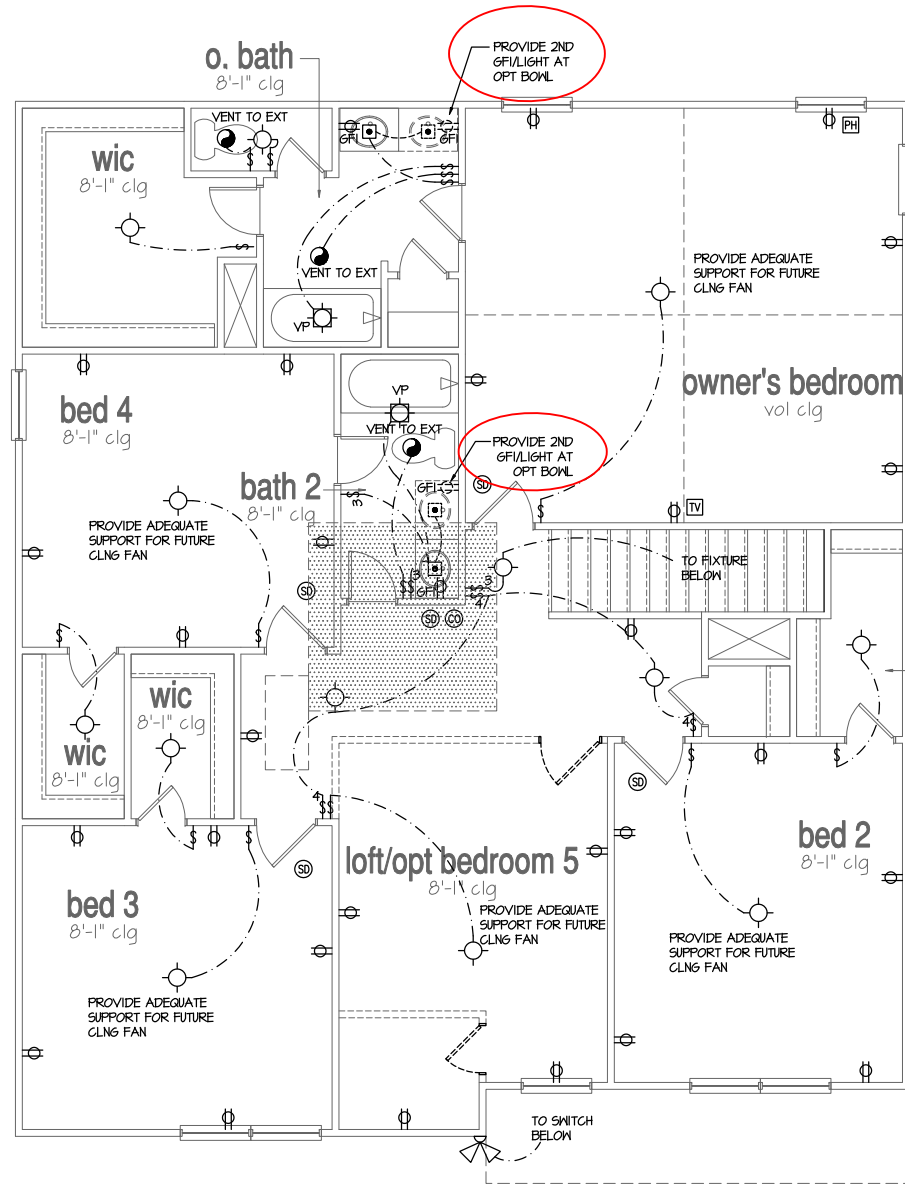 PROVIDE 2ND
GFI/LIGHT AT
OPT BOWL
o. bath
8'-1" clg
VENT TO EXT
GFI
GFI
PH
wic
8'-1" clg
$ $
$
$
$
$
$
VENT TO EXT
VP
PROVIDE ADEQUATE
SUPPORT FOR FUTURE
CLNG FAN
owner's bedroom
vol clg
bed 4
8'-1" clg
VP
VENT TO EXT
PROVIDE 2ND
GFI/LIGHT AT
OPT BOWL
GFI
SD
bath 2
8'-1" clg
3 $
$
TV
PROVIDE ADEQUATE
SUPPORT FOR FUTURE
CLNG FAN
TO FIXTURE
BELOW
3
$$
GFI
3
4
SD
SD
CO
$
$
wic
8'-1" clg
wic
8'-1" clg
4
$
4
$$
$
$
SD
$
$
SD
bed 2
8'-1" clg
loft/opt bedroom 5
8'-1" clg
bed 3
8'-1" clg
PROVIDE ADEQUATE
SUPPORT FOR FUTURE
CLNG FAN
PROVIDE ADEQUATE
SUPPORT FOR FUTURE
CLNG FAN
PROVIDE ADEQUATE
SUPPORT FOR FUTURE
CLNG FAN
TO SWITCH
BELOW